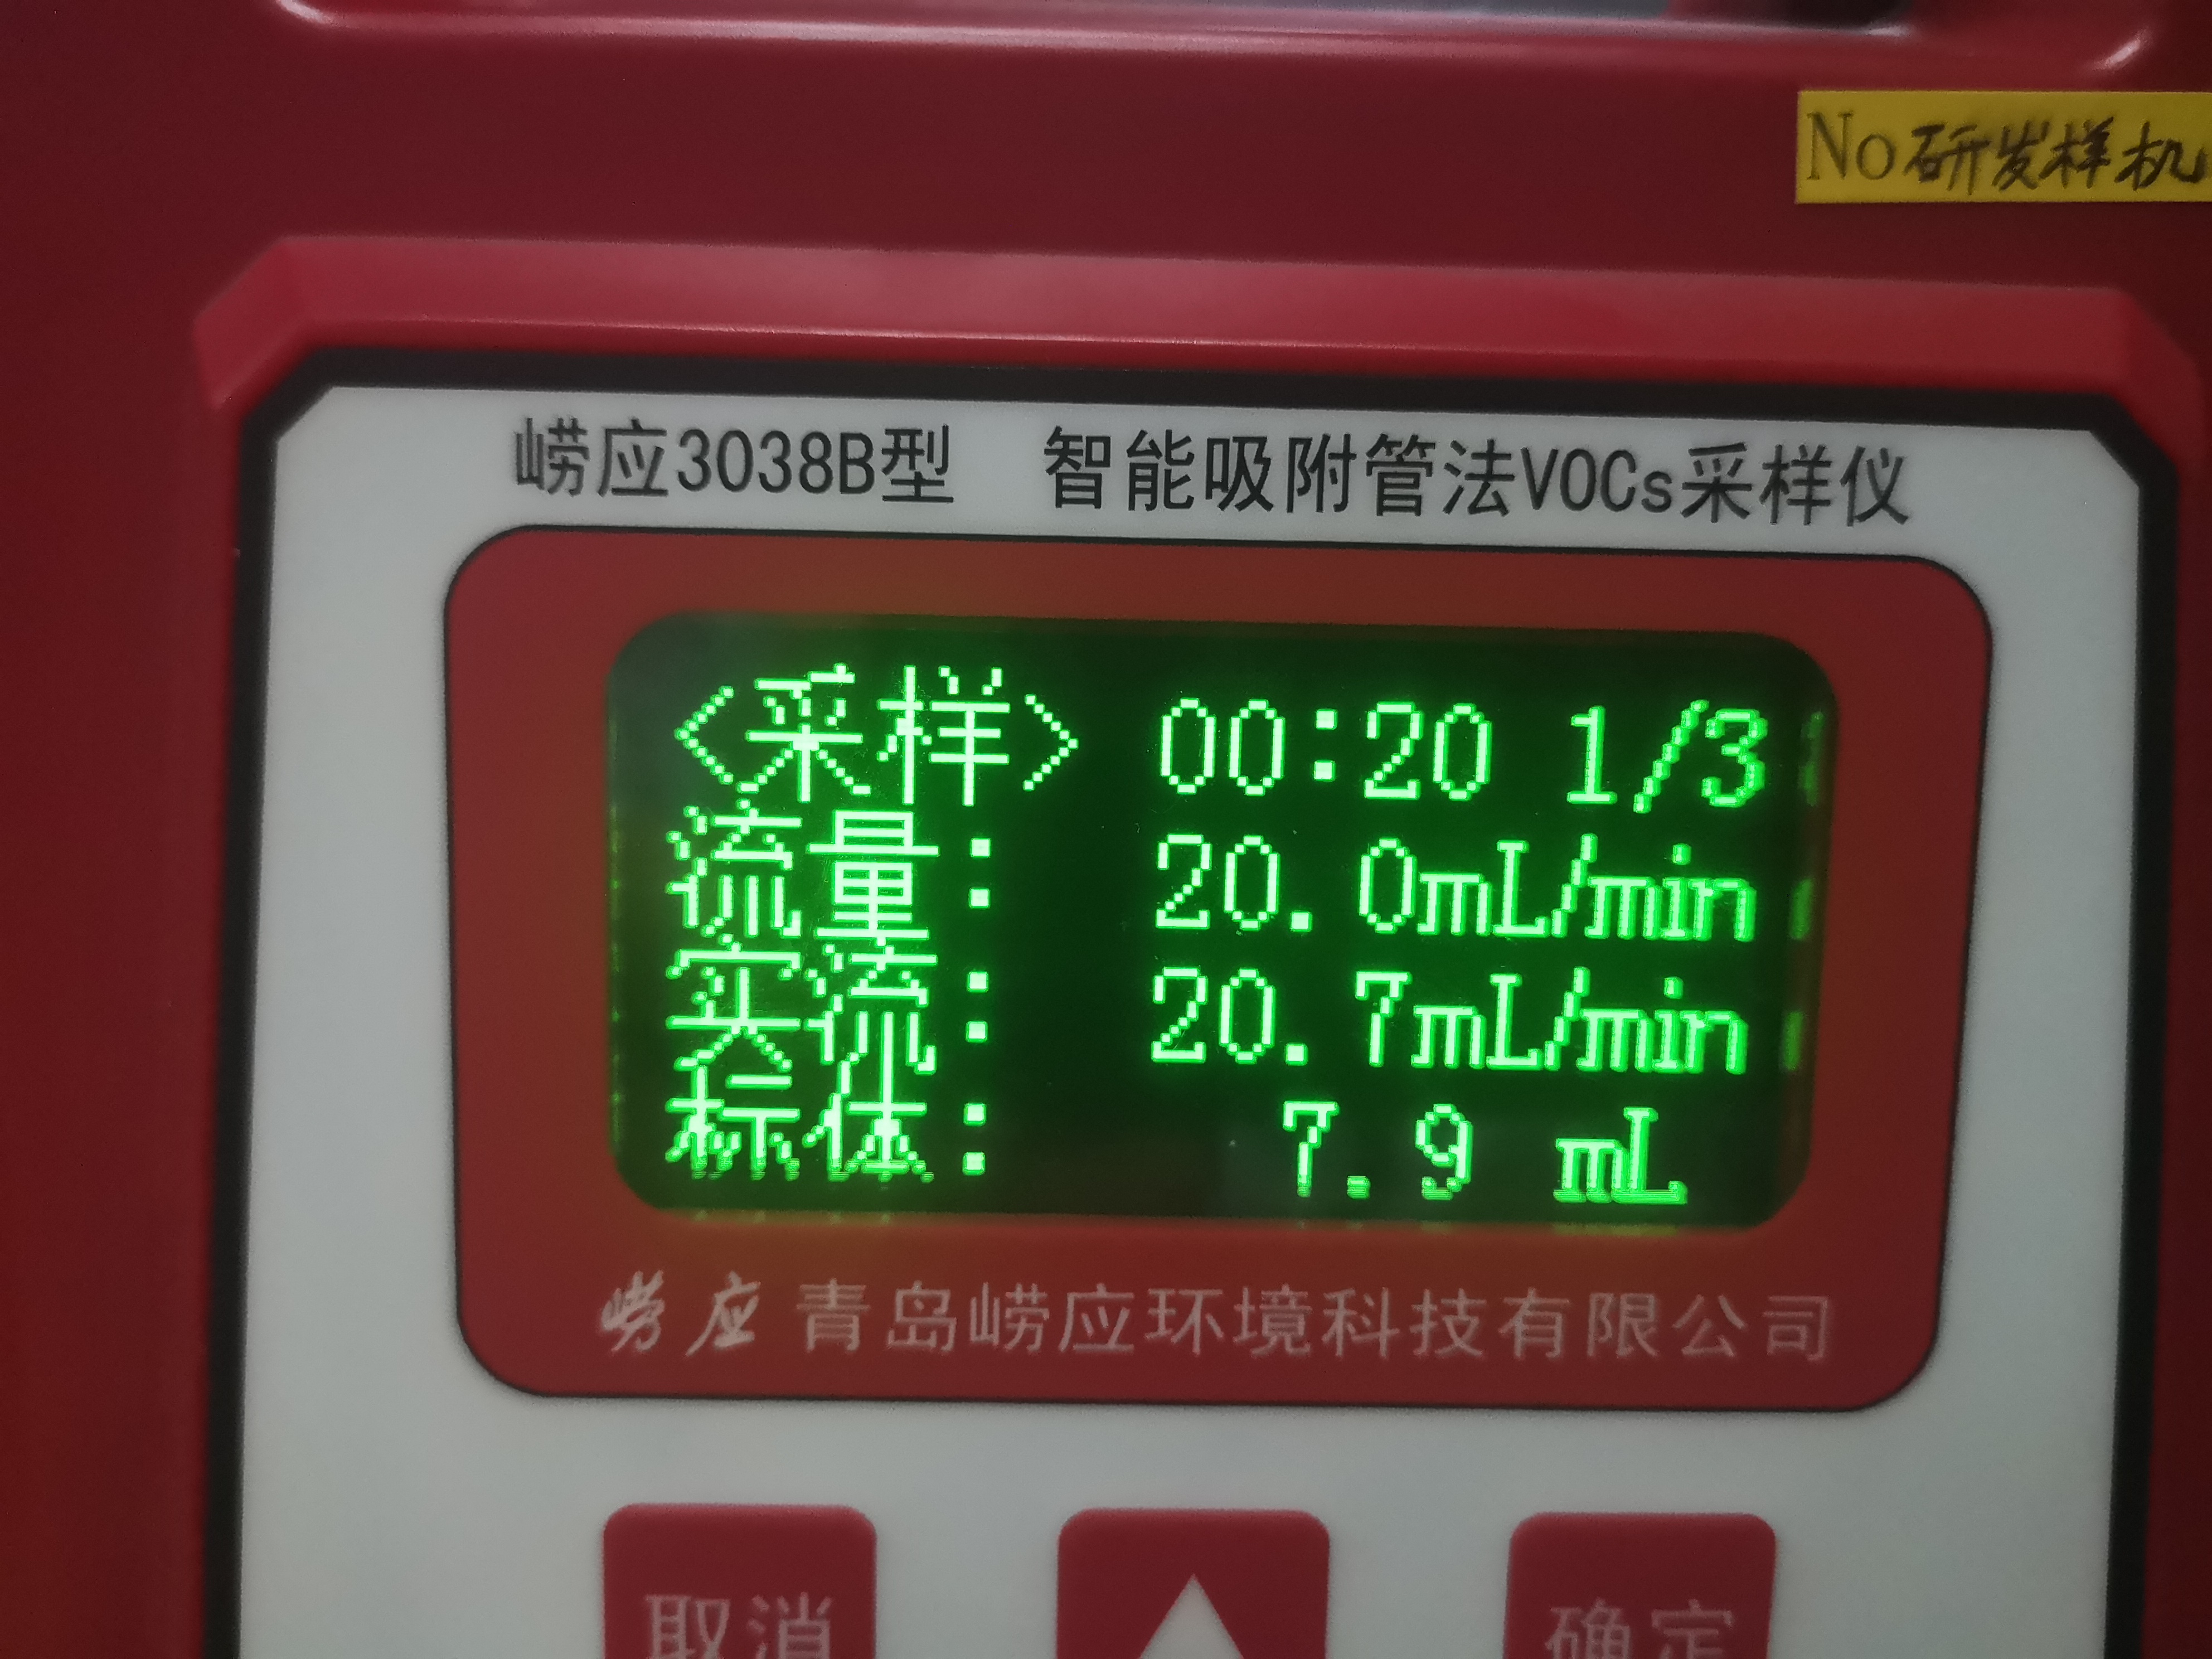 No研发样机
崂应3038B型 智能吸附管法VOCs采样仪
<采样> 00:20 1/3
流量: 20.0mL/min
实流: 20.7mL/min
标体: 7.9 mL
崂应 青岛崂应环境科技有限公司
取消 确定